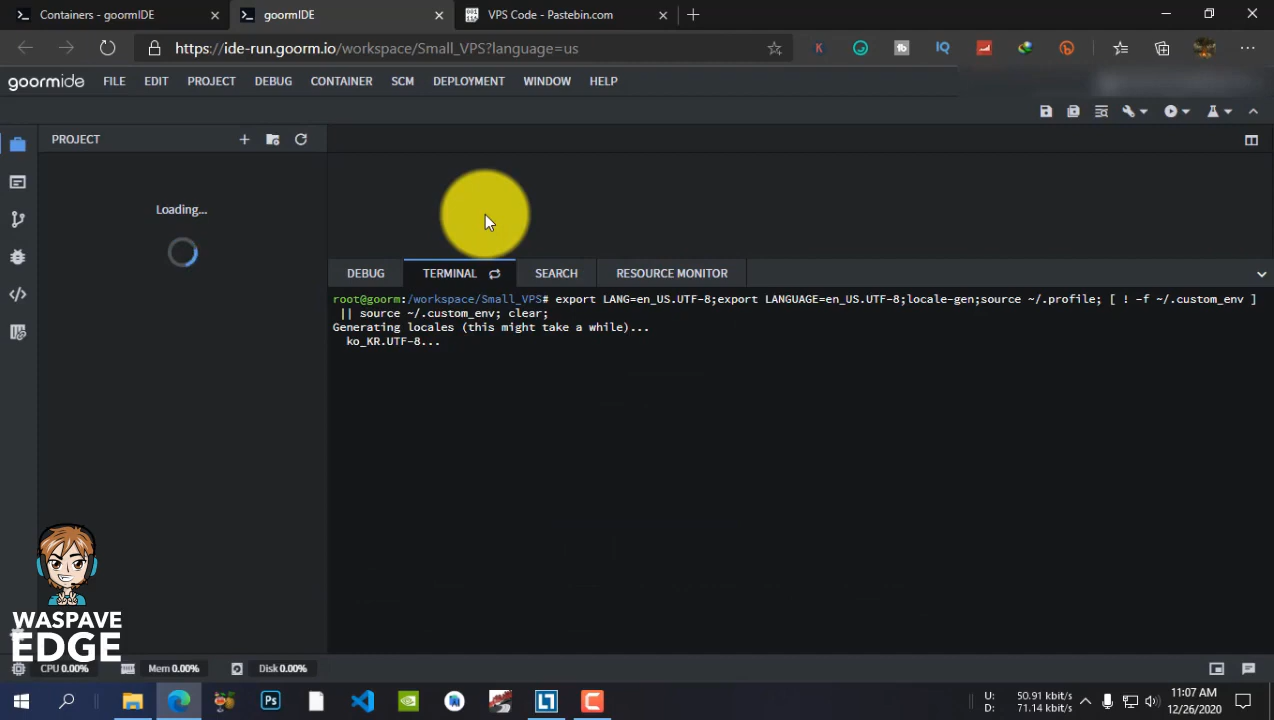 Containers - goormIDE
goormIDE
VPS Code - Pastebin.com
https://ide-run.goorm.io/workspace/Small_VPS?language=us
goormide FILE EDIT PROJECT DEBUG CONTAINER SCM DEPLOYMENT WINDOW HELP
PROJECT
Loading...
DEBUG TERMINAL SEARCH RESOURCE MONITOR
root@goorm:/workspace/Small_VPS# export LANG=en_US.UTF-8;export LANGUAGE=en_US.UTF-8;locale-gen;source ~/.profile; [ ! -f ~/.custom_env ]
|| source ~/.custom_env; clear;
Generating locales (this might take a while)...
ko_KR.UTF-8...
WASPAVE
EDGE
CPU 0.00% Mem 0.00% Disk 0.00%
U: 50.91 kbit/s
D: 71.14 kbit/s
11:07 AM
12/26/2020